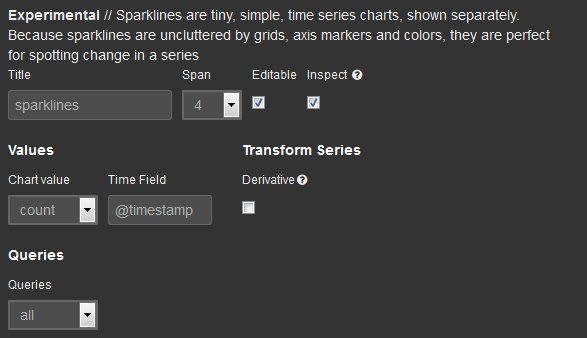 Experimental // Sparklines are tiny, simple, time series charts, shown separately.
Because sparklines are uncluttered by grids, axis markers and colors, they are perfect
for spotting change in a series
Title Span Editable Inspect ?
sparklines 4
Values Transform Series
Chart value Time Field Derivative ?
count @timestamp
Queries
Queries
all